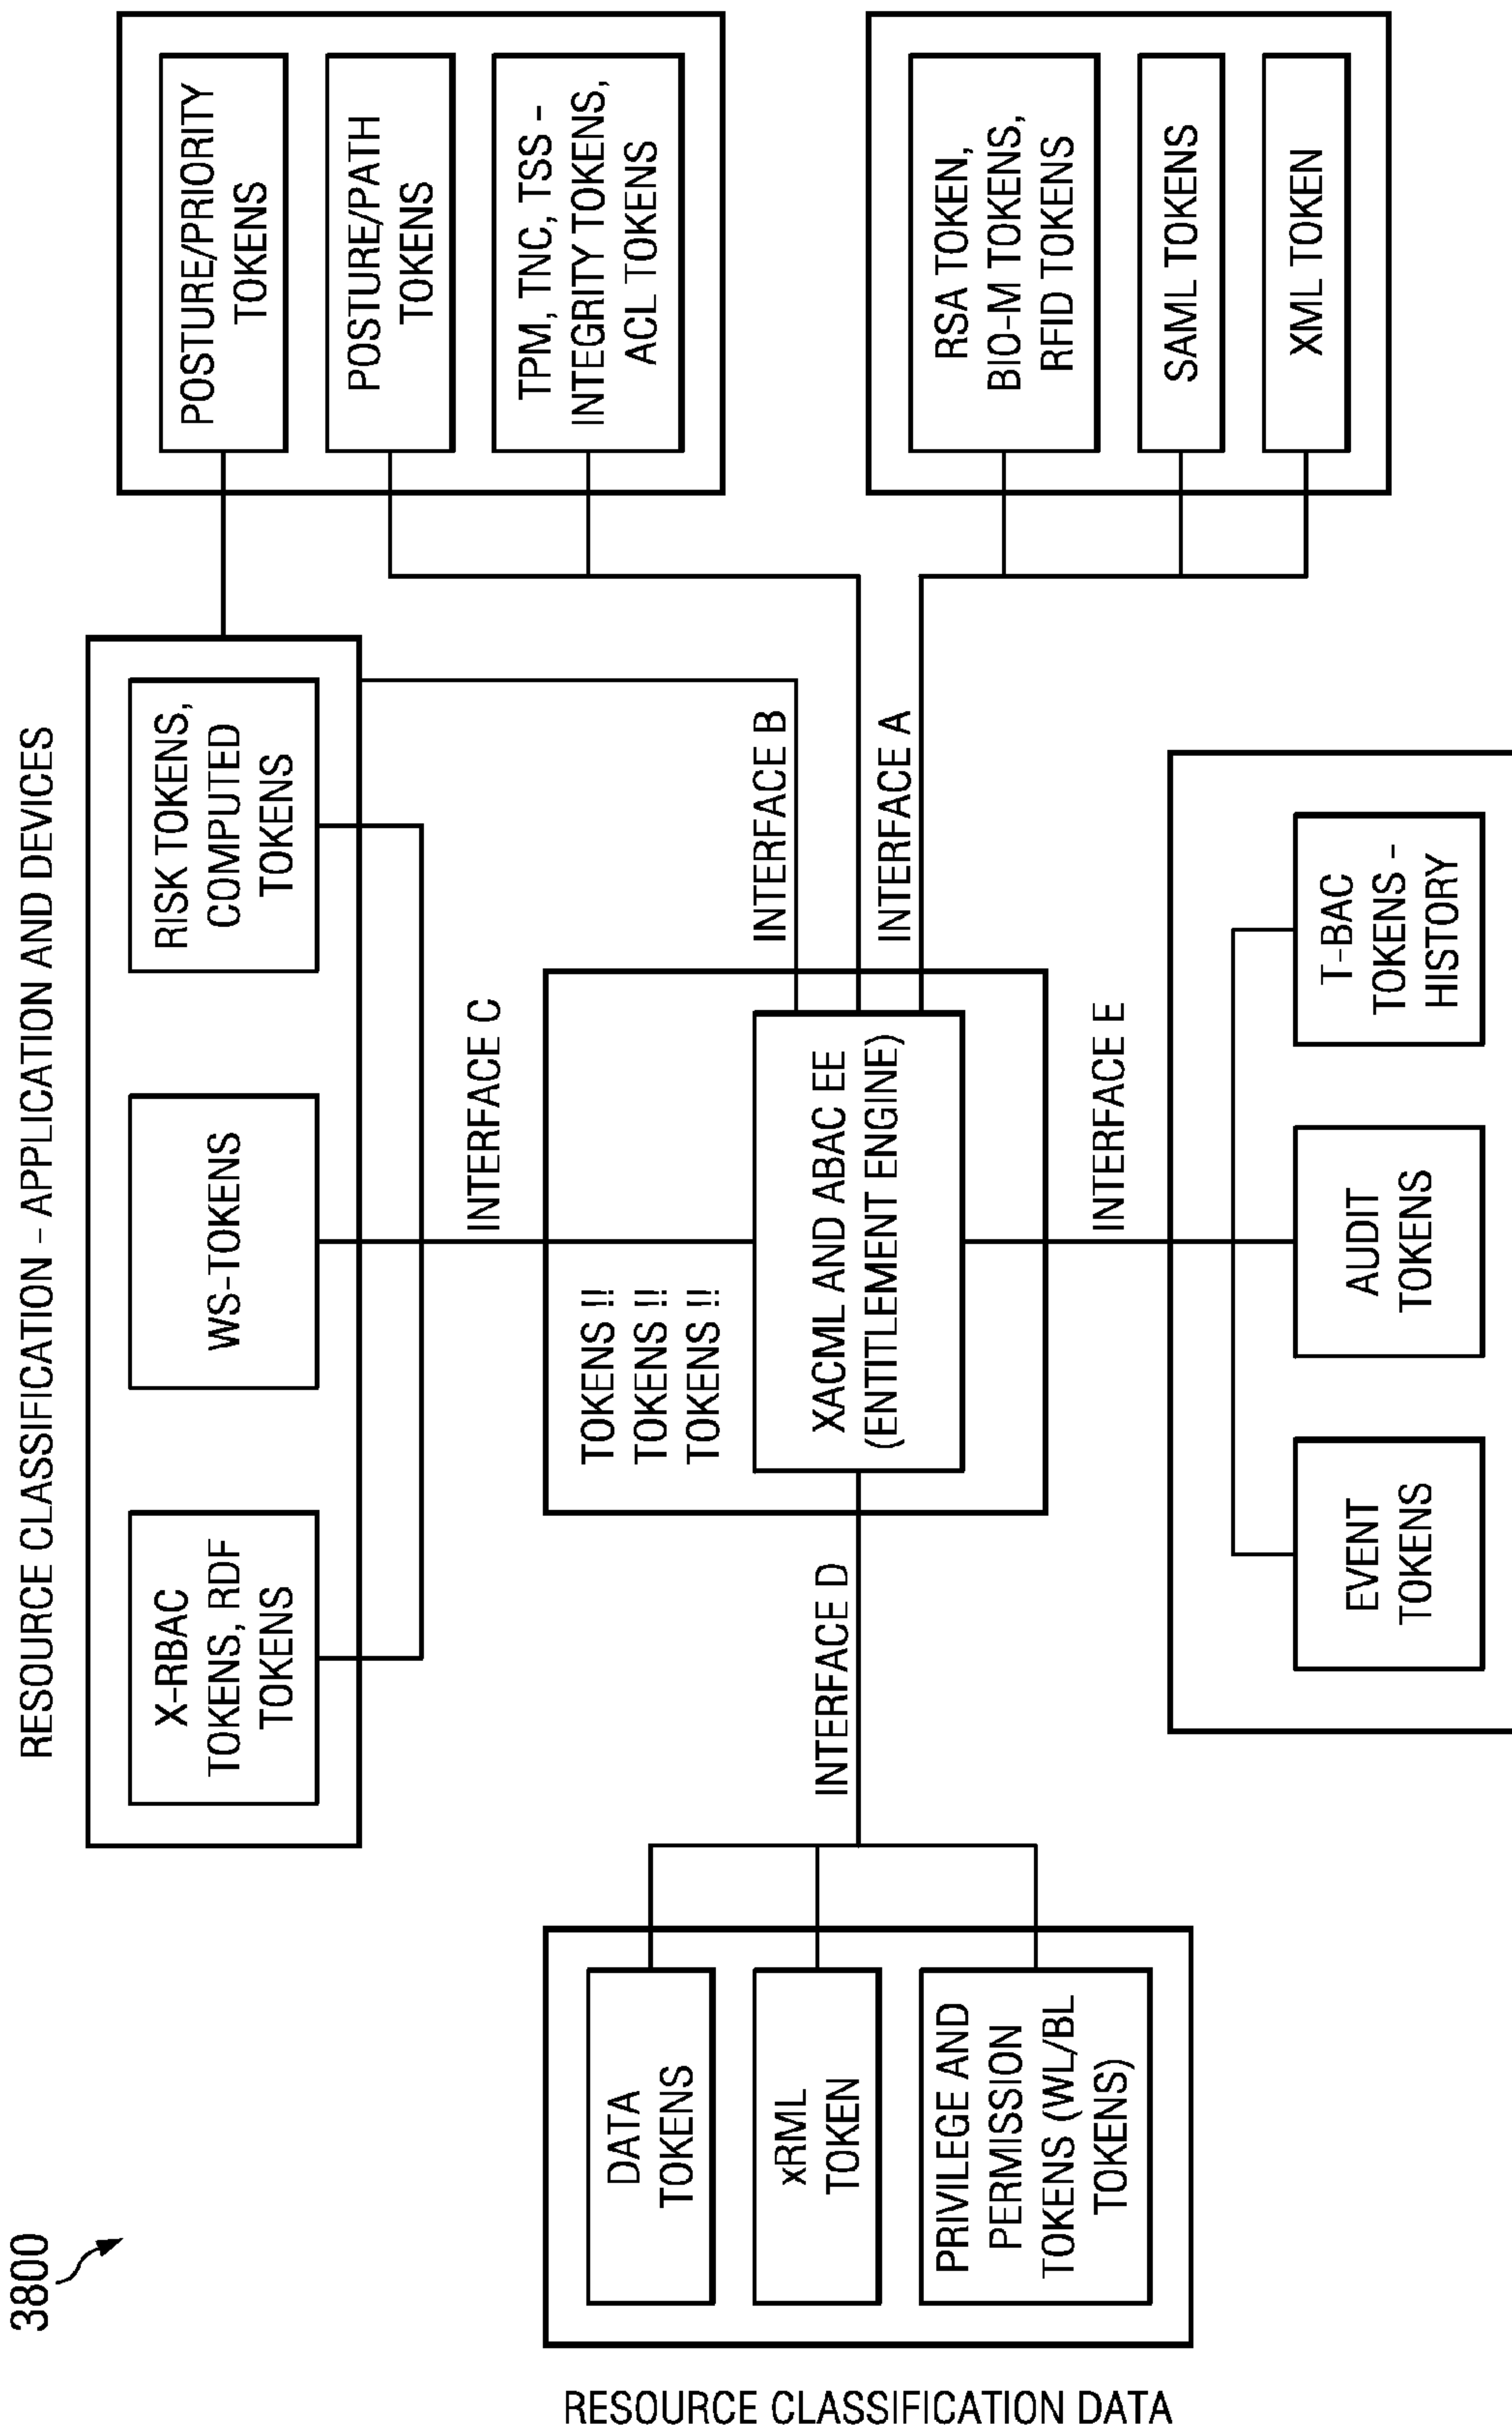 3800
RESOURCE CLASSIFICATION - APPLICATION AND DEVICES
X-RBAC
TOKENS, RDF
TOKENS
WS-TOKENS
RISK TOKENS,
COMPUTED
TOKENS
POSTURE/PRIORITY
TOKENS
POSTURE/PATH
TOKENS
TPM, TNC, TSS -
INTEGRITY TOKENS,
ACL TOKENS
INTERFACE C
INTERFACE B
INTERFACE A
TOKENS !!
TOKENS !!
TOKENS !!
XACML AND ABAC EE
(ENTITLEMENT ENGINE)
INTERFACE D
INTERFACE E
RESOURCE CLASSIFICATION DATA
DATA
TOKENS
xRML
TOKEN
PRIVILEGE AND
PERMISSION
TOKENS (WL/BL
TOKENS)
RSA TOKEN,
BIO-M TOKENS,
RFID TOKENS
SAML TOKENS
XML TOKEN
EVENT
TOKENS
AUDIT
TOKENS
T-BAC
TOKENS -
HISTORY